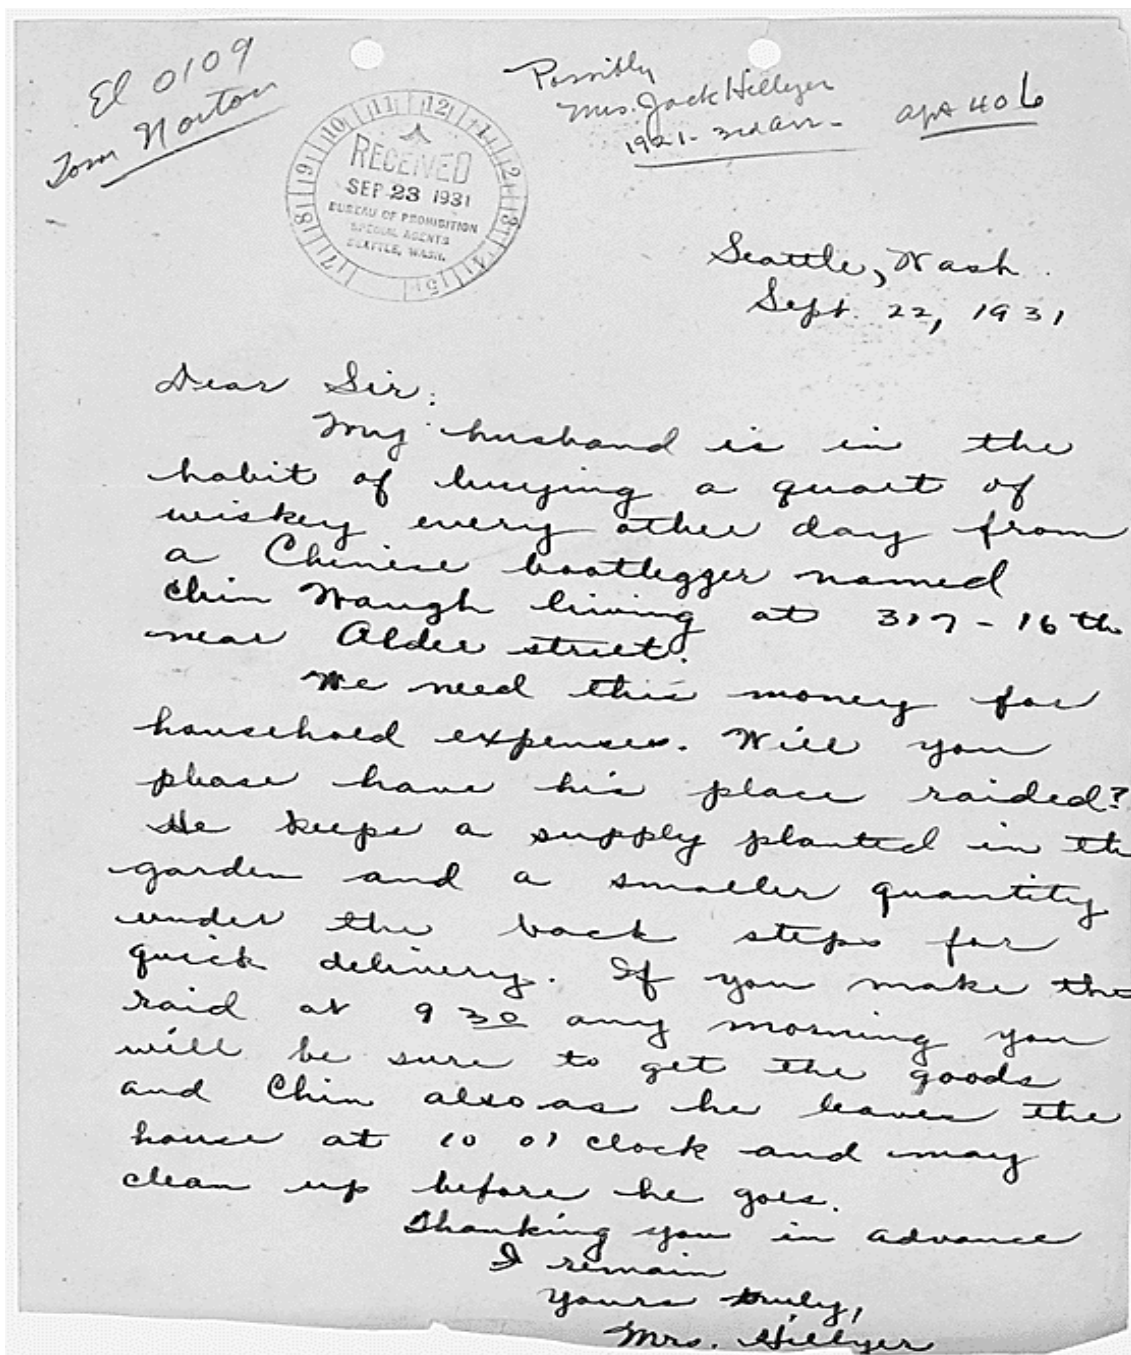 El 0109
Tom Norton
Possibly
Mrs. Jack Hillyer
1921 - 3rd Ave -
apt 406
RECEIVED
SEP 23 1931
BUREAU OF PROHIBITION
SPECIAL AGENTS
SEATTLE, WASH.
Seattle, Wash.
Sept. 22, 1931
Dear Sir:
My husband is in the
habit of buying a quart of
wiskey every other day from
a Chinese bootlegger named
Chin Waugh living at 317-16th
near Alder street.
We need this money for
household expenses. Will you
please have his place raided?
He keeps a supply planted in the
garden and a smaller quantity
under the back steps for
quick delivery. If you make the
raid at 9 30 any morning you
will be sure to get the goods
and Chin also as he leaves the
house at 10 o'clock and may
clean up before he goes.
Thanking you in advance
I remain
Yours truly,
Mrs. Hillyer